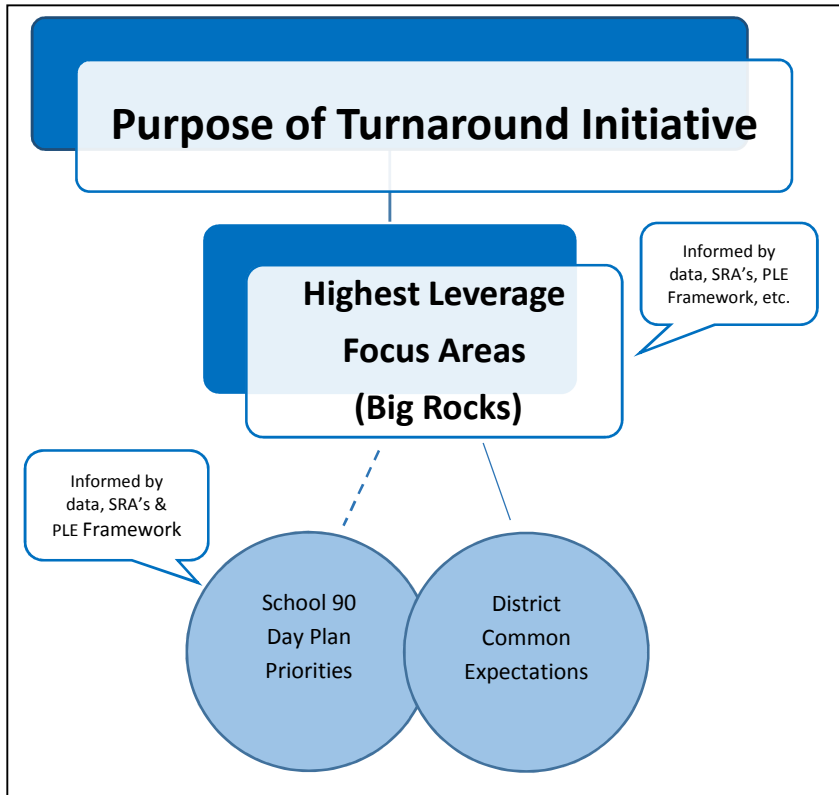 Purpose of Turnaround Initiative
Highest Leverage
Focus Areas
(Big Rocks)
Informed by
data, SRA’s, PLE
Framework, etc.
Informed by
data, SRA’s &
PLE Framework
School 90
Day Plan
Priorities
District
Common
Expectations